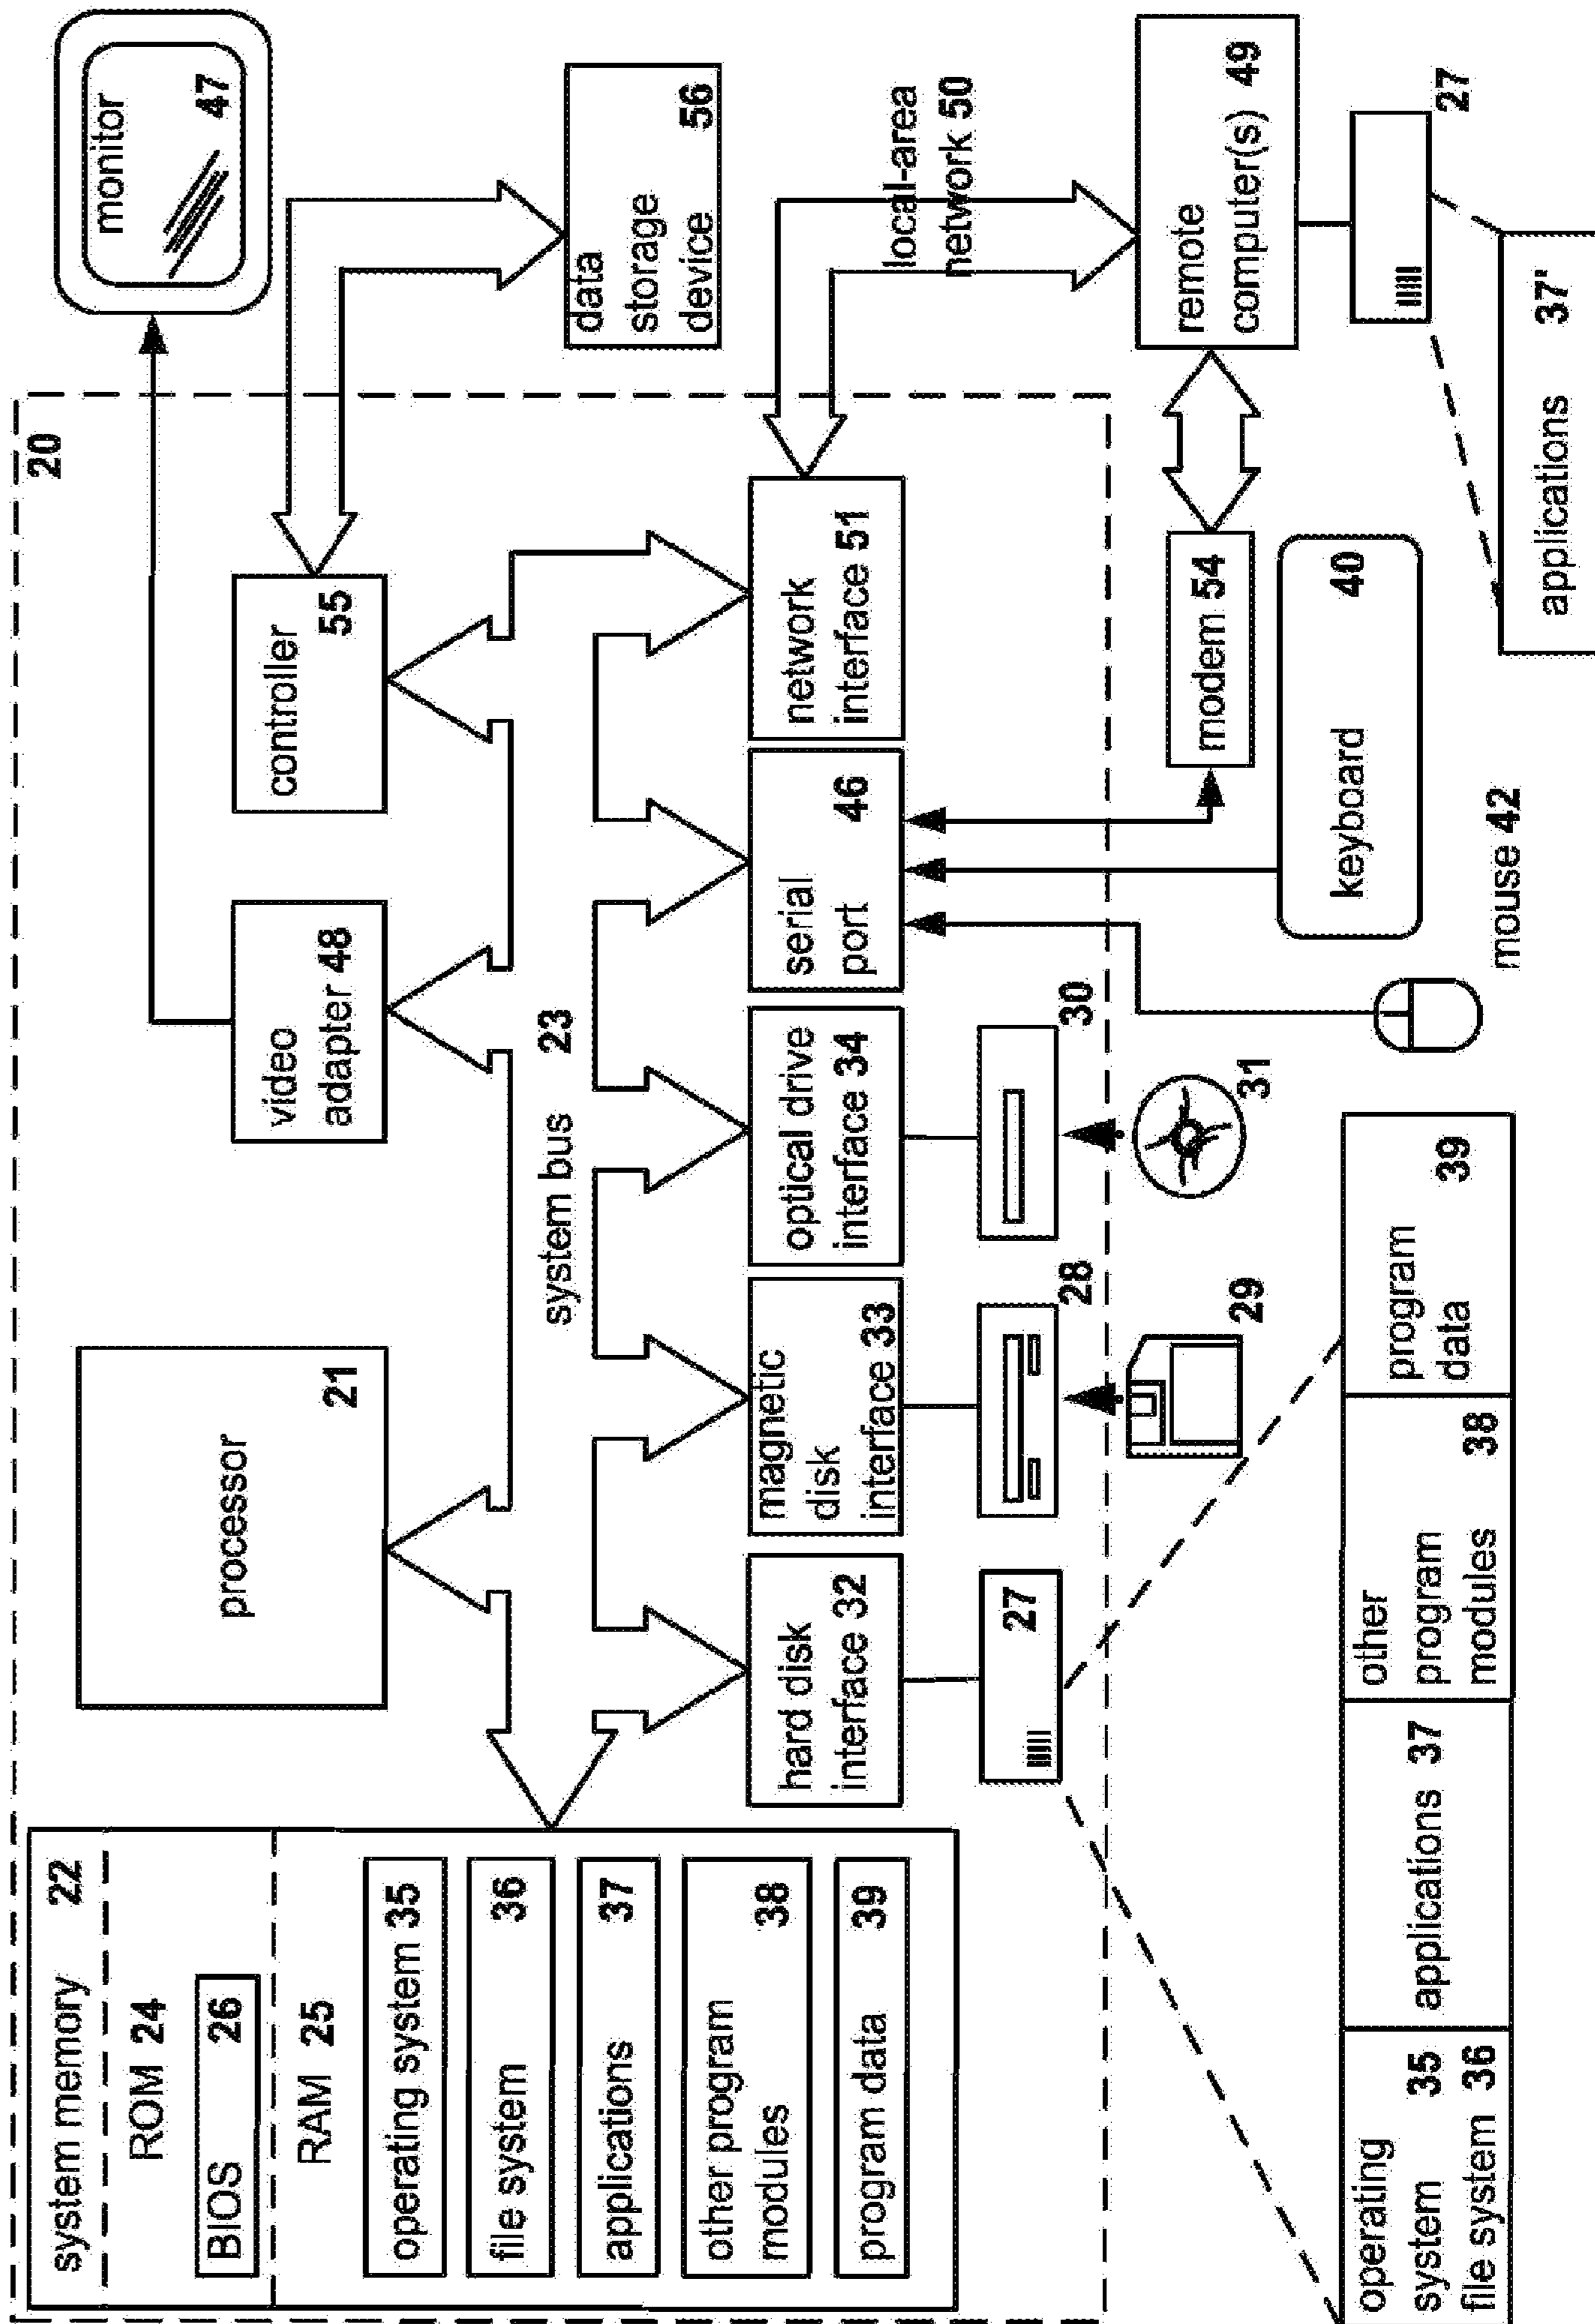 20
system memory 22
ROM 24
BIOS 26
RAM 25
operating system 35
file system 36
applications 37
other program
modules 38
program data 39
processor
21
video
adapter 48
controller
55
monitor
47
system bus 23
data
storage
device 56
hard disk
interface 32
magnetic
disk
interface 33
optical drive
interface 34
serial
port 46
network
interface 51
local-area
network 50
27
28
30
29
31
modem 54
remote
computer(s) 49
keyboard
40
mouse 42
27
operating
system 35
file system 36
applications 37
other
program
modules 38
program
data 39
applications 37'